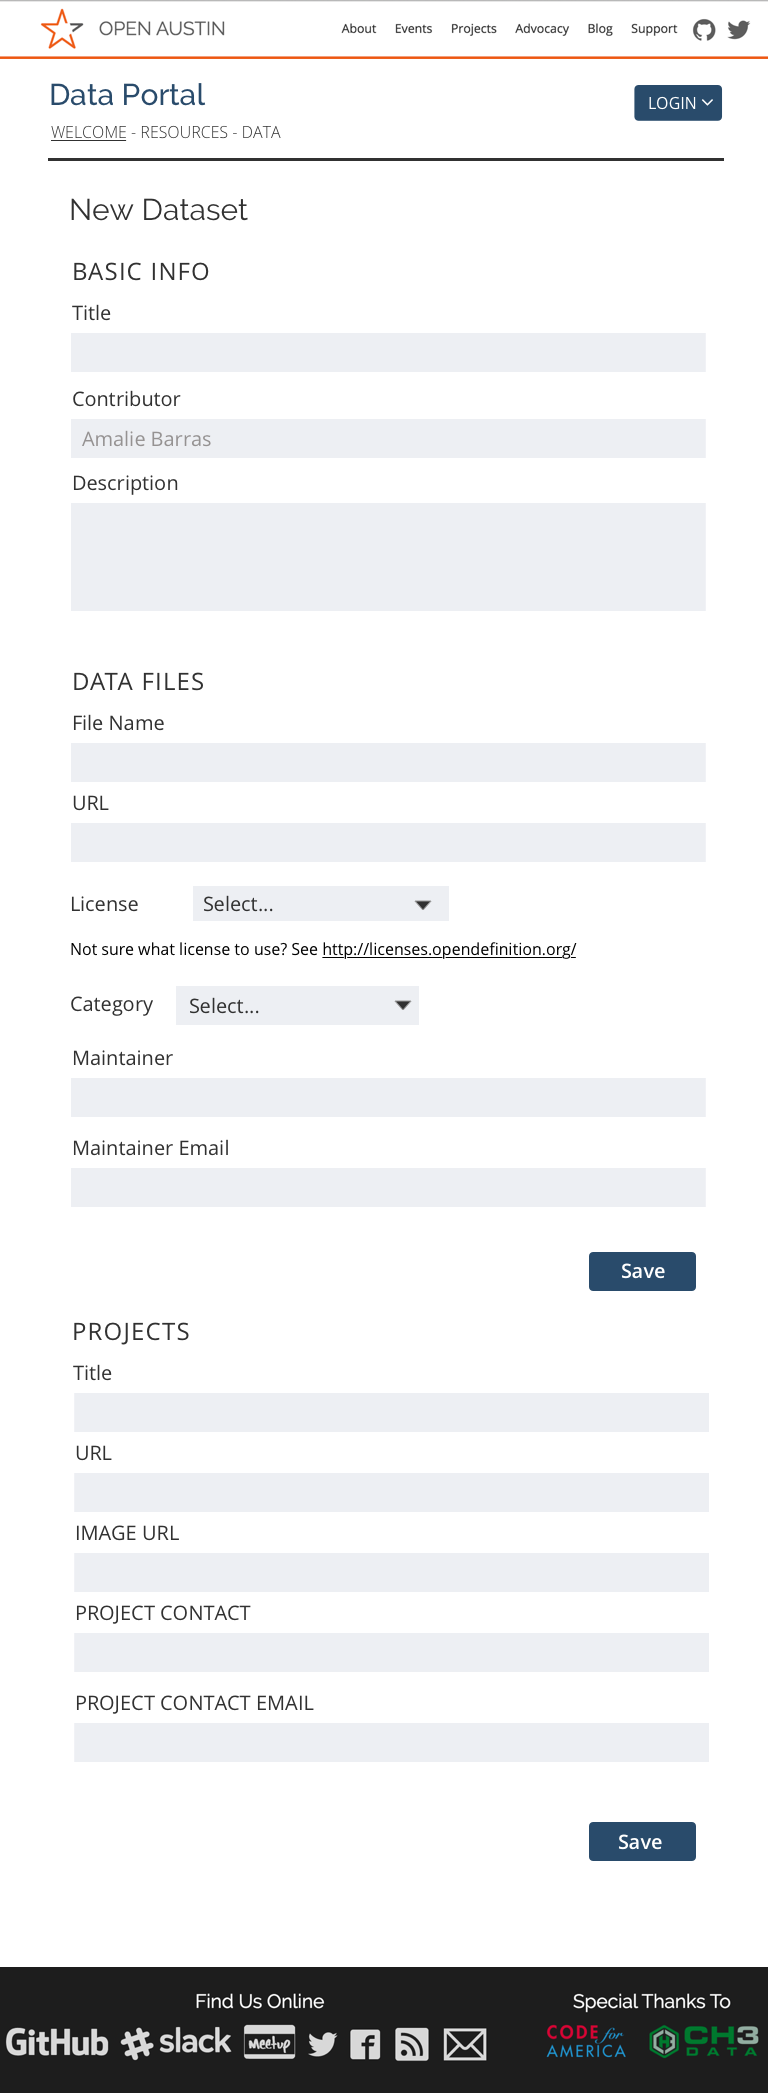 OPEN AUSTIN
About Events Projects Advocacy Blog Support
Data Portal
LOGIN
WELCOME - RESOURCES - DATA
New Dataset
BASIC INFO
Title
Contributor
Amalie Barras
Description
DATA FILES
File Name
URL
License Select...
Not sure what license to use? See http://licenses.opendefinition.org/
Category Select...
Maintainer
Maintainer Email
Save
PROJECTS
Title
URL
IMAGE URL
PROJECT CONTACT
PROJECT CONTACT EMAIL
Save
Find Us Online
GitHub slack Meetup
Special Thanks To
CODE for
AMERICA
CH3
DATA